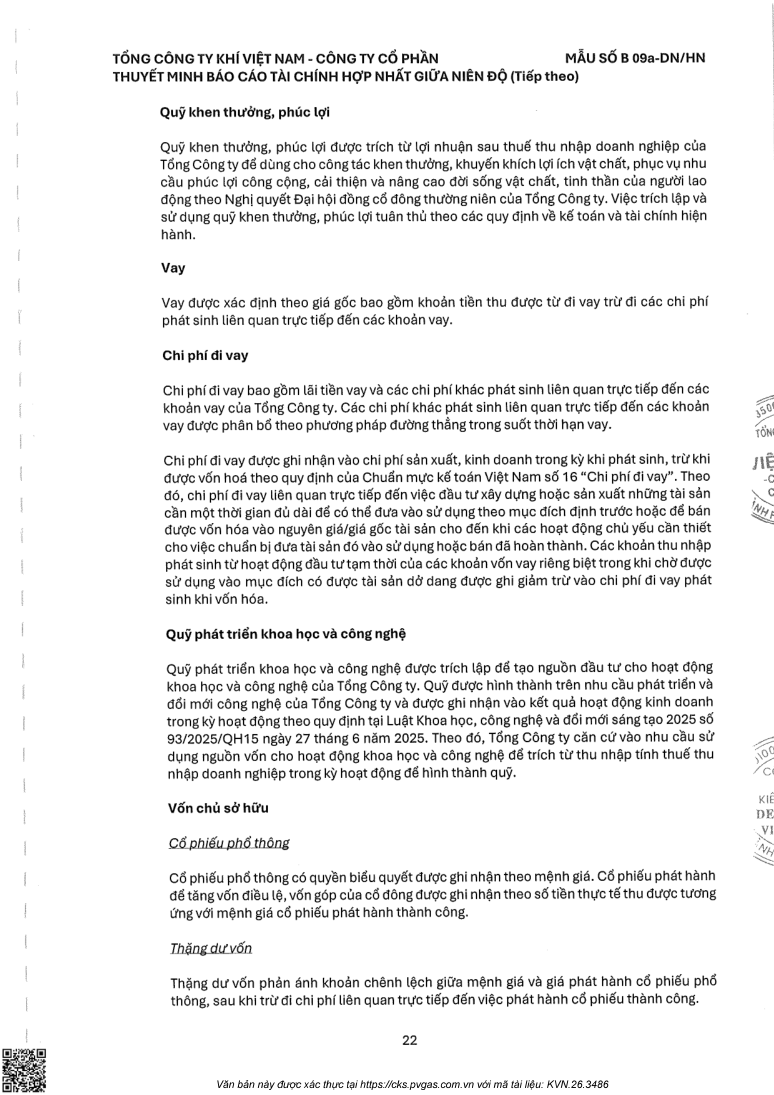 TỔNG CÔNG TY KHÍ VIỆT NAM - CÔNG TY CỔ PHẦN MẪU SỐ B 09a-DN/HN
THUYẾT MINH BÁO CÁO TÀI CHÍNH HỢP NHẤT GIỮA NIÊN ĐỘ (Tiếp theo)
Quỹ khen thưởng, phúc lợi
Quỹ khen thưởng, phúc lợi được trích từ lợi nhuận sau thuế thu nhập doanh nghiệp của
Tổng Công ty để dùng cho công tác khen thưởng, khuyến khích lợi ích vật chất, phục vụ nhu
cầu phúc lợi công cộng, cải thiện và nâng cao đời sống vật chất, tinh thần của người lao
động theo Nghị quyết Đại hội đồng cổ đông thường niên của Tổng Công ty. Việc trích lập và
sử dụng quỹ khen thưởng, phúc lợi tuân thủ theo các quy định về kế toán và tài chính hiện
hành.
Vay
Vay được xác định theo giá gốc bao gồm khoản tiền thu được từ đi vay trừ đi các chi phí
phát sinh liên quan trực tiếp đến các khoản vay.
Chi phí đi vay
Chi phí đi vay bao gồm lãi tiền vay và các chi phí khác phát sinh liên quan trực tiếp đến các
khoản vay của Tổng Công ty. Các chi phí khác phát sinh liên quan trực tiếp đến các khoản
vay được phân bổ theo phương pháp đường thẳng trong suốt thời hạn vay.
Chi phí đi vay được ghi nhận vào chi phí sản xuất, kinh doanh trong kỳ khi phát sinh, trừ khi
được vốn hoá theo quy định của Chuẩn mực kế toán Việt Nam số 16 “Chi phí đi vay”. Theo
đó, chi phí đi vay liên quan trực tiếp đến việc đầu tư xây dựng hoặc sản xuất những tài sản
cần một thời gian đủ dài để có thể đưa vào sử dụng theo mục đích định trước hoặc để bán
được vốn hóa vào nguyên giá/giá gốc tài sản cho đến khi các hoạt động chủ yếu cần thiết
cho việc chuẩn bị đưa tài sản đó vào sử dụng hoặc bán đã hoàn thành. Các khoản thu nhập
phát sinh từ hoạt động đầu tư tạm thời của các khoản vốn vay riêng biệt trong khi chờ được
sử dụng vào mục đích có được tài sản dở dang được ghi giảm trừ vào chi phí đi vay phát
sinh khi vốn hóa.
Quỹ phát triển khoa học và công nghệ
Quỹ phát triển khoa học và công nghệ được trích lập để tạo nguồn đầu tư cho hoạt động
khoa học và công nghệ của Tổng Công ty. Quỹ được hình thành trên nhu cầu phát triển và
đổi mới công nghệ của Tổng Công ty và được ghi nhận vào kết quả hoạt động kinh doanh
trong kỳ hoạt động theo quy định tại Luật Khoa học, công nghệ và đổi mới sáng tạo 2025 số
93/2025/QH15 ngày 27 tháng 6 năm 2025. Theo đó, Tổng Công ty căn cứ vào nhu cầu sử
dụng nguồn vốn cho hoạt động khoa học và công nghệ để trích từ thu nhập tính thuế thu
nhập doanh nghiệp trong kỳ hoạt động để hình thành quỹ.
Vốn chủ sở hữu
Cổ phiếu phổ thông
Cổ phiếu phổ thông có quyền biểu quyết được ghi nhận theo mệnh giá. Cổ phiếu phát hành
để tăng vốn điều lệ, vốn góp của cổ đông được ghi nhận theo số tiền thực tế thu được tương
ứng với mệnh giá cổ phiếu phát hành thành công.
Thặng dư vốn
Thặng dư vốn phản ánh khoản chênh lệch giữa mệnh giá và giá phát hành cổ phiếu phổ
thông, sau khi trừ đi chi phí liên quan trực tiếp đến việc phát hành cổ phiếu thành công.
22
Văn bản này được xác thực tại https://cks.pvgas.com.vn với mã tài liệu: KVN.26.3486